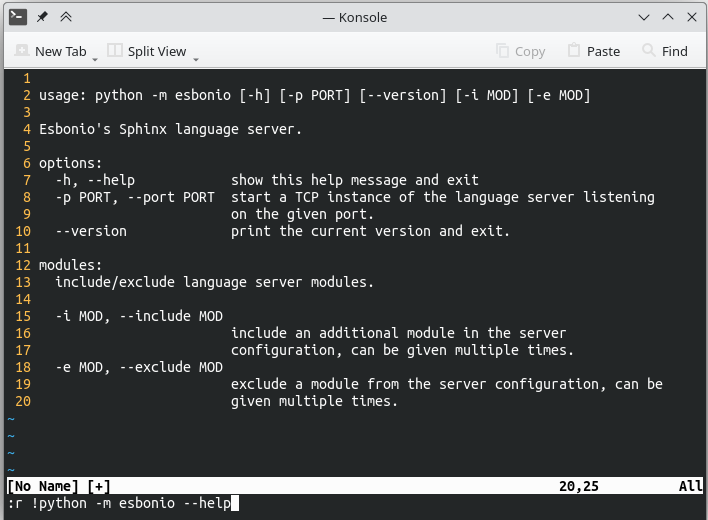 — Konsole
New Tab Split View Copy Paste Find
1
2 usage: python -m esbonio [-h] [-p PORT] [--version] [-i MOD] [-e MOD]
3
4 Esbonio's Sphinx language server.
5
6 options:
7   -h, --help            show this help message and exit
8   -p PORT, --port PORT  start a TCP instance of the language server listening
9                         on the given port.
10   --version             print the current version and exit.
11
12 modules:
13   include/exclude language server modules.
14
15   -i MOD, --include MOD
16                         include an additional module in the server
17                         configuration, can be given multiple times.
18   -e MOD, --exclude MOD
19                         exclude a module from the server configuration, can be
20                         given multiple times.
~
~
~
~
[No Name] [+] 20,25 All
:r !python -m esbonio --help